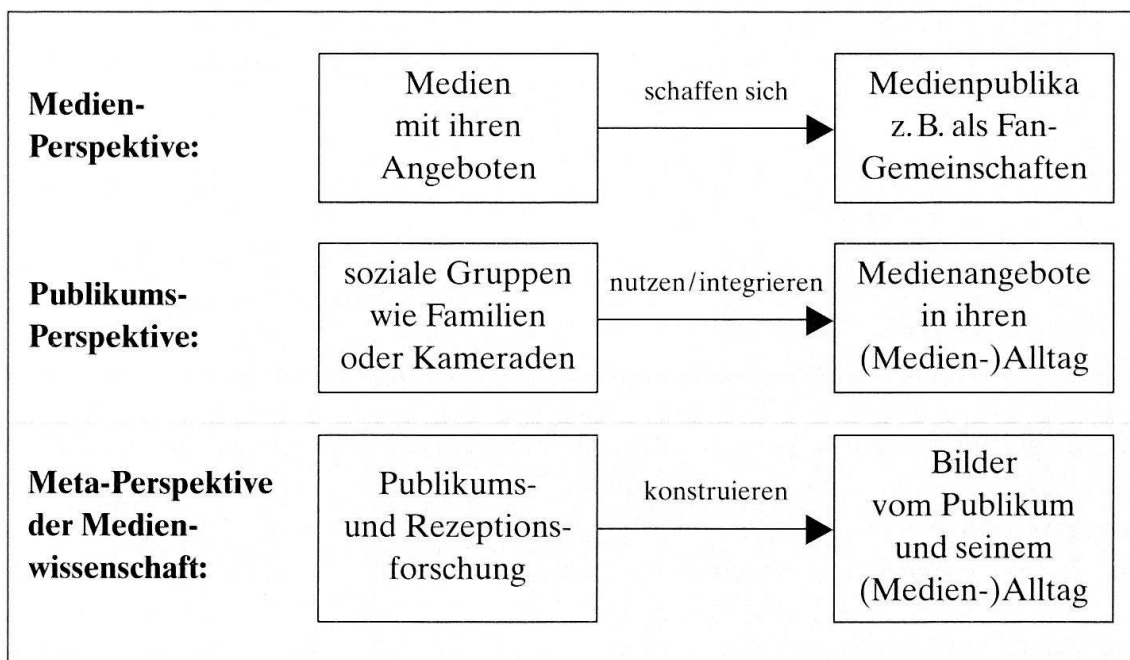 Medien-
Perspektive:
Medien
mit ihren
Angeboten
schaffen sich
Medienpublika
z. B. als Fan-
Gemeinschaften
Publikums-
Perspektive:
soziale Gruppen
wie Familien
oder Kameraden
nutzen/integrieren
Medienangebote
in ihren
(Medien-)Alltag
Meta-Perspektive
der Medien-
wissenschaft:
Publikums-
und Rezeptions-
forschung
konstruieren
Bilder
vom Publikum
und seinem
(Medien-)Alltag